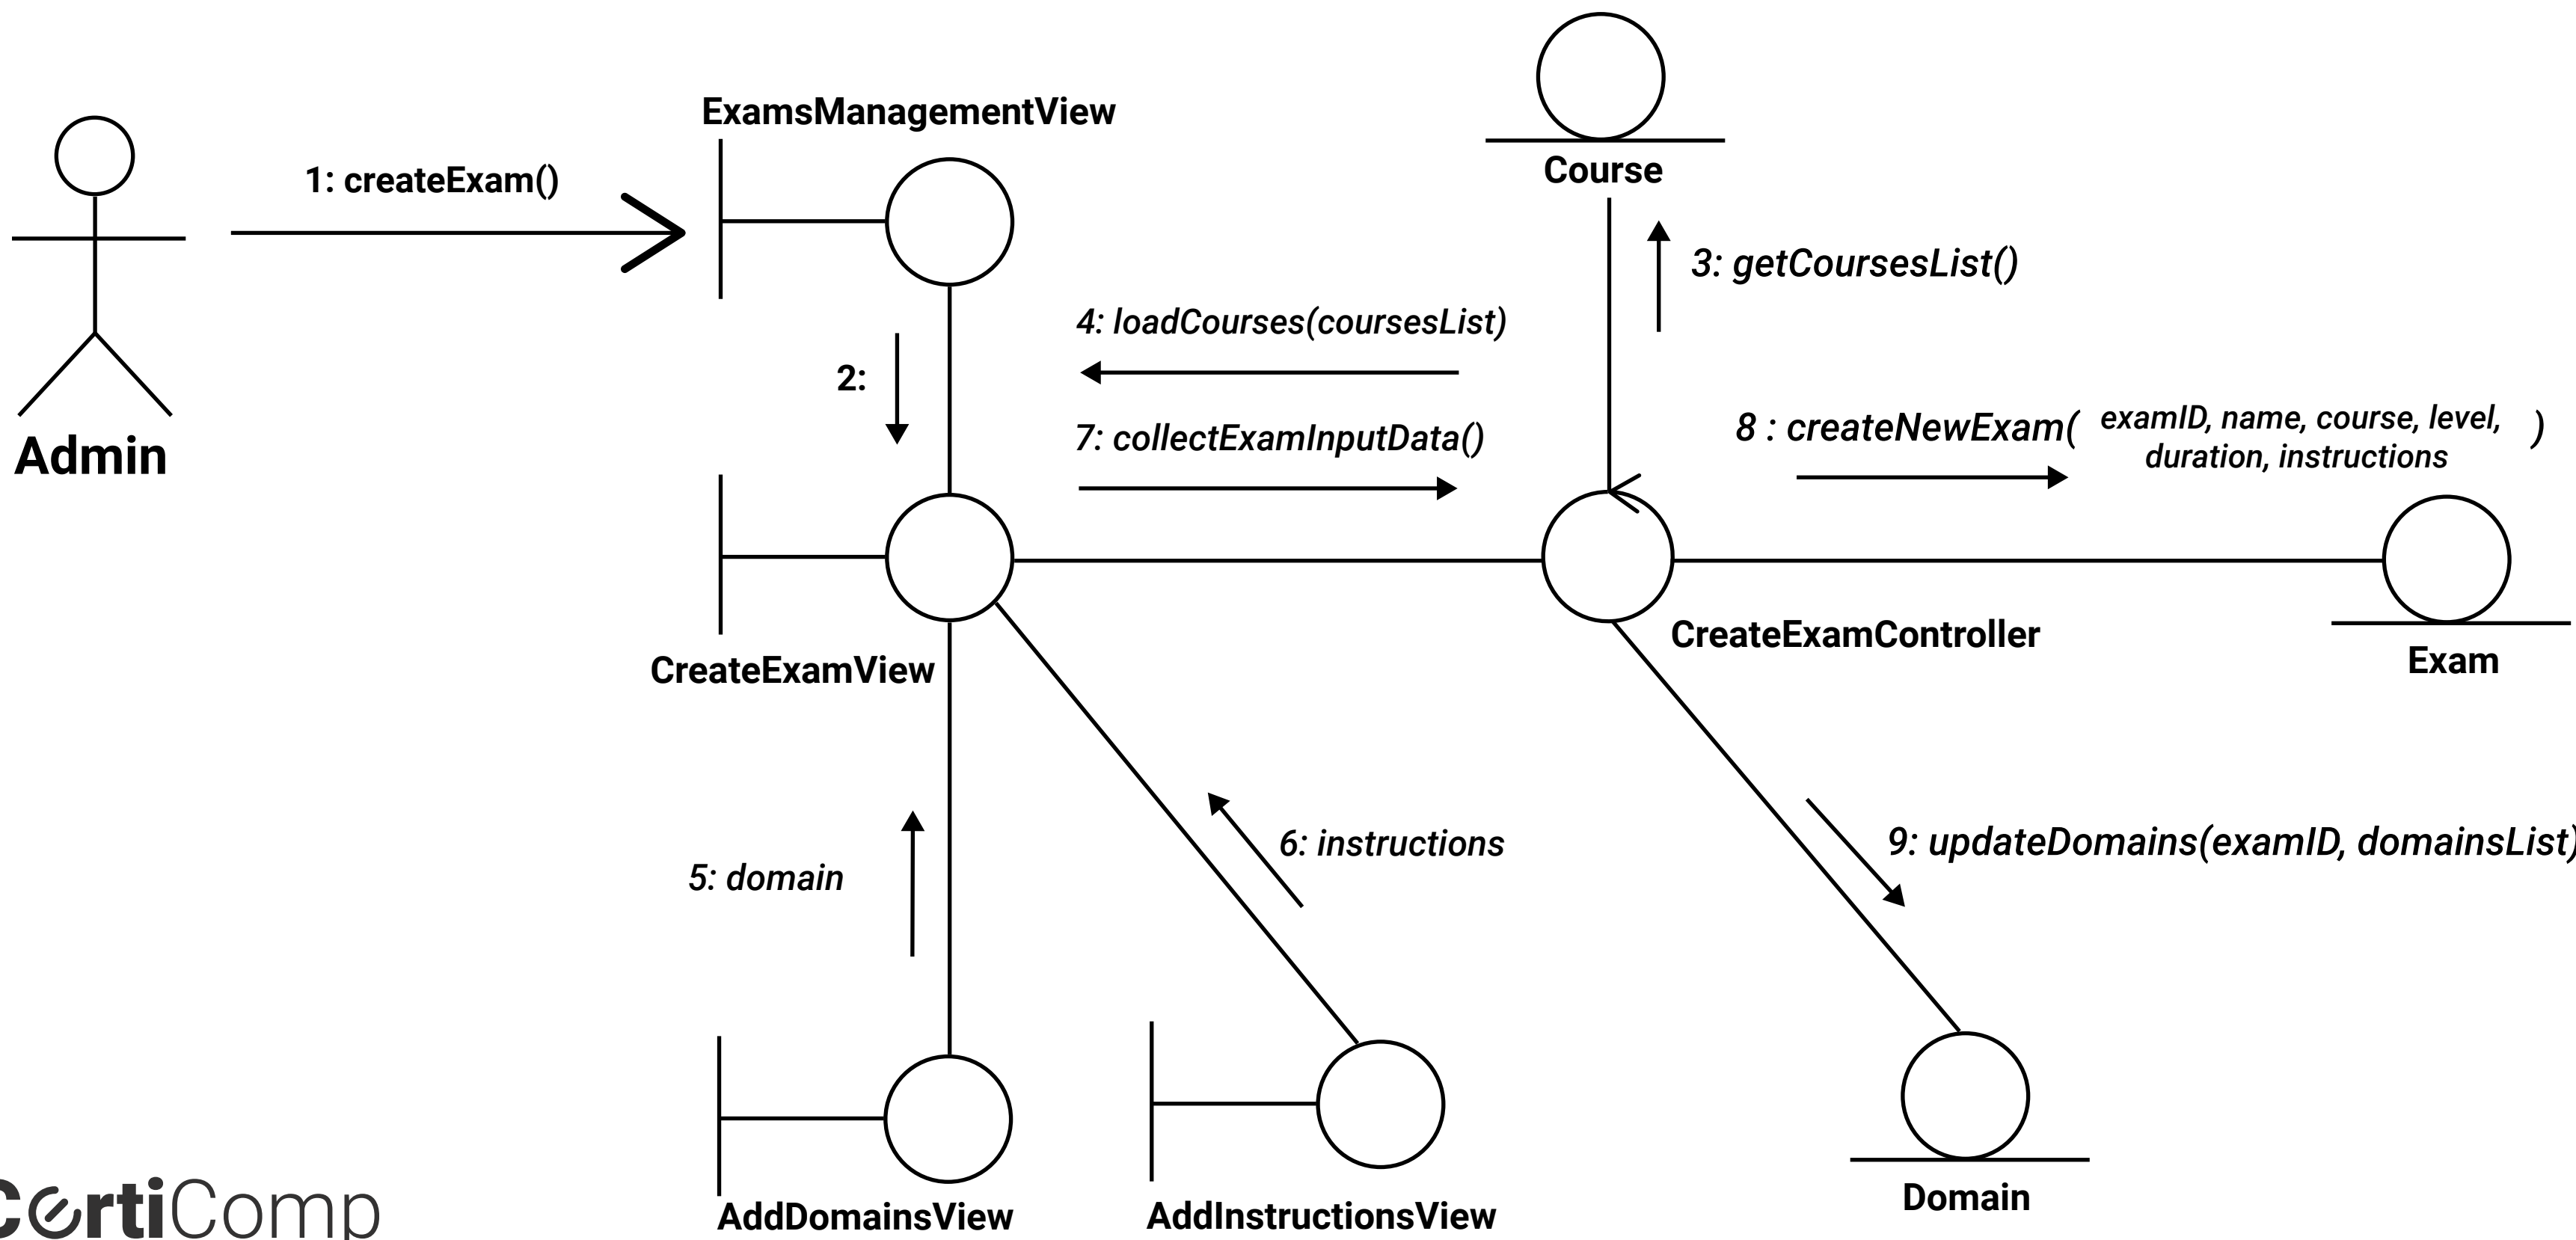 ExamsManagementView
1: createExam()
Course
3: getCoursesList()
4: loadCourses(coursesList)
2:
7: collectExamInputData()
8 : createNewExam( examID, name, course, level, )
duration, instructions
Admin
CreateExamController
CreateExamView
Exam
6: instructions
9: updateDomains(examID, domainsList)
5: domain
Domain
AddDomainsView
AddInstructionsView
CertiComp